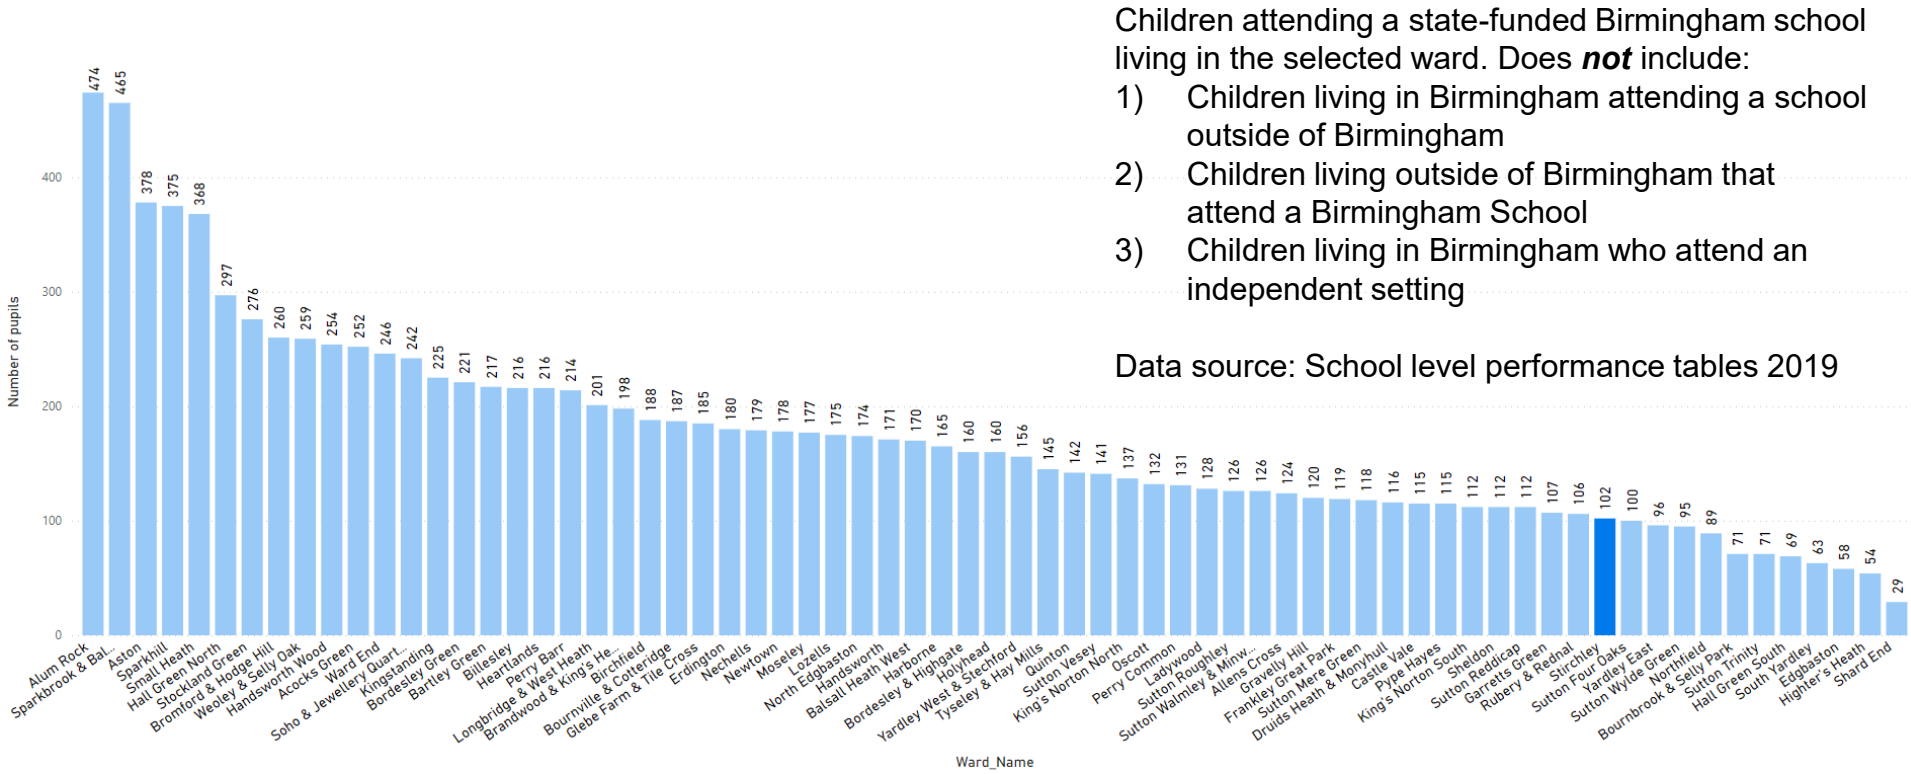 Children attending a state-funded Birmingham school
living in the selected ward. Does not include:
1) Children living in Birmingham attending a school
outside of Birmingham
2) Children living outside of Birmingham that
attend a Birmingham School
3) Children living in Birmingham who attend an
independent setting
Data source: School level performance tables 2019
Number of pupils
400
300
200
100
0
474
465
378
375
368
297
276
260
259
254
252
246
242
225
221
217
216
216
214
201
198
188
187
185
180
179
178
177
175
174
171
170
165
160
160
156
145
142
141
137
132
131
128
126
126
124
120
119
118
116
115
115
112
112
112
107
106
102
100
96
95
89
71
71
69
63
58
54
29
Alum Rock
Sparkbrook & Bal...
Aston
Sparkhill
Small Heath
Hall Green North
Stockland Green
Bromford & Hodge Hill
Weoley & Selly Oak
Handsworth Wood
Acocks Green
Ward End
Soho & Jewellery Quart...
Kingstanding
Bordesley Green
Bartley Green
Billesley
Heartlands
Perry Barr
Longbridge & West Heath
Brandwood & King's He...
Birchfield
Bournville & Cotteridge
Glebe Farm & Tile Cross
Erdington
Nechells
Newtown
Moseley
Lozells
North Edgbaston
Handsworth
Balsall Heath West
Harborne
Bordesley & Highgate
Holyhead
Yardley West & Stechford
Tyseley & Hay Mills
Quinton
Sutton Vesey
King's Norton North
Oscott
Perry Common
Ladywood
Sutton Roughley
Sutton Walmley & Minw...
Allens Cross
Gravelly Hill
Frankley Great Park
Sutton Mere Green
Druids Heath & Monyhull
Castle Vale
Pype Hayes
King's Norton South
Sheldon
Sutton Reddicap
Garretts Green
Rubery & Rednal
Stirchley
Sutton Four Oaks
Yardley East
Sutton Wylde Green
Northfield
Bournbrook & Selly Park
Sutton Trinity
Hall Green South
South Yardley
Edgbaston
Highter's Heath
Shard End
Ward_Name